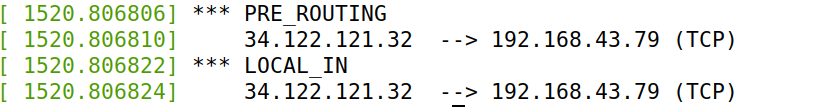 [ 1520.806806] *** PRE_ROUTING
[ 1520.806810]     34.122.121.32  --> 192.168.43.79 (TCP)
[ 1520.806822] *** LOCAL_IN
[ 1520.806824]     34.122.121.32  --> 192.168.43.79 (TCP)